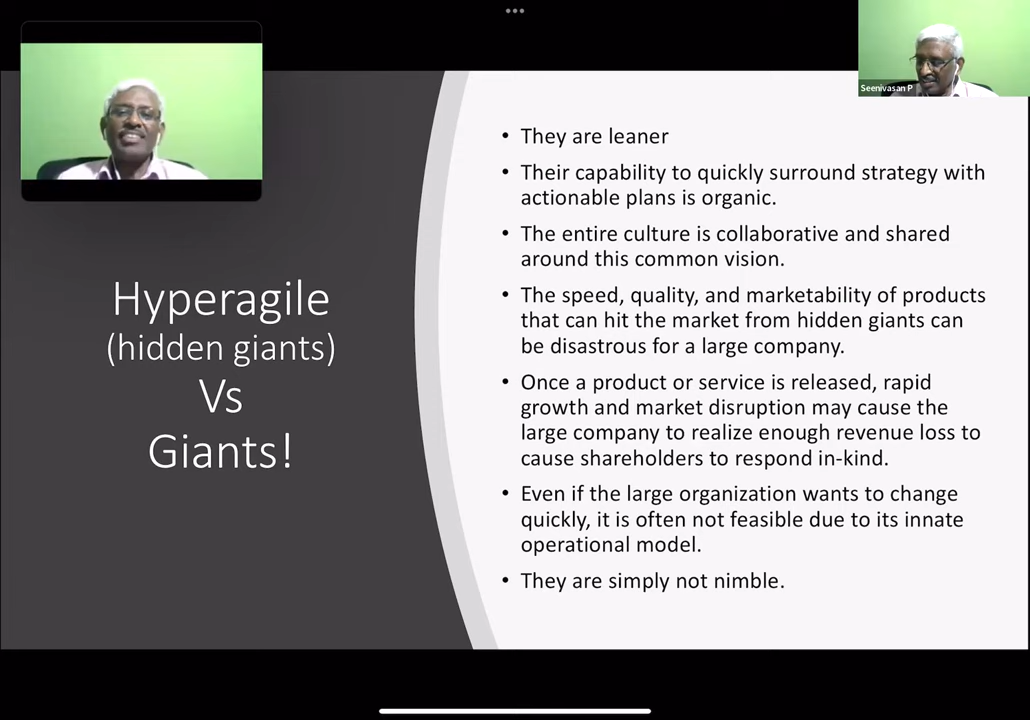 Seenivasan P
Hyperagile
(hidden giants)
Vs
Giants!
• They are leaner
• Their capability to quickly surround strategy with
actionable plans is organic.
• The entire culture is collaborative and shared
around this common vision.
• The speed, quality, and marketability of products
that can hit the market from hidden giants can
be disastrous for a large company.
• Once a product or service is released, rapid
growth and market disruption may cause the
large company to realize enough revenue loss to
cause shareholders to respond in-kind.
• Even if the large organization wants to change
quickly, it is often not feasible due to its innate
operational model.
• They are simply not nimble.